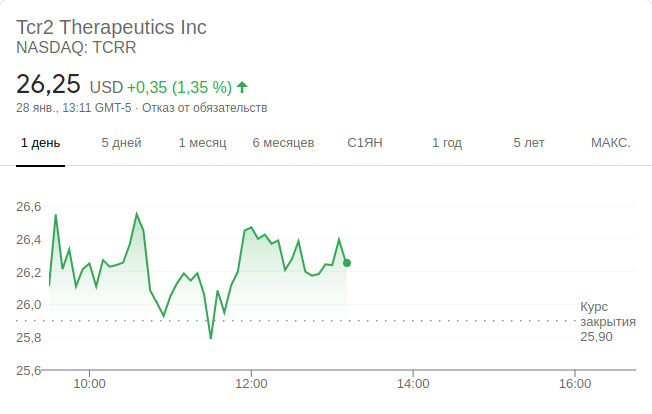 Tcr2 Therapeutics Inc
NASDAQ: TCRR
26,25 USD +0,35 (1,35 %)
28 янв., 13:11 GMT-5 · Отказ от обязательств
1 день 5 дней 1 месяц 6 месяцев С1ЯН 1 год 5 лет МАКС.
26,6
26,4
26,2
26,0
25,8
25,6
Курс
закрытия
25,90
10:00 12:00 14:00 16:00